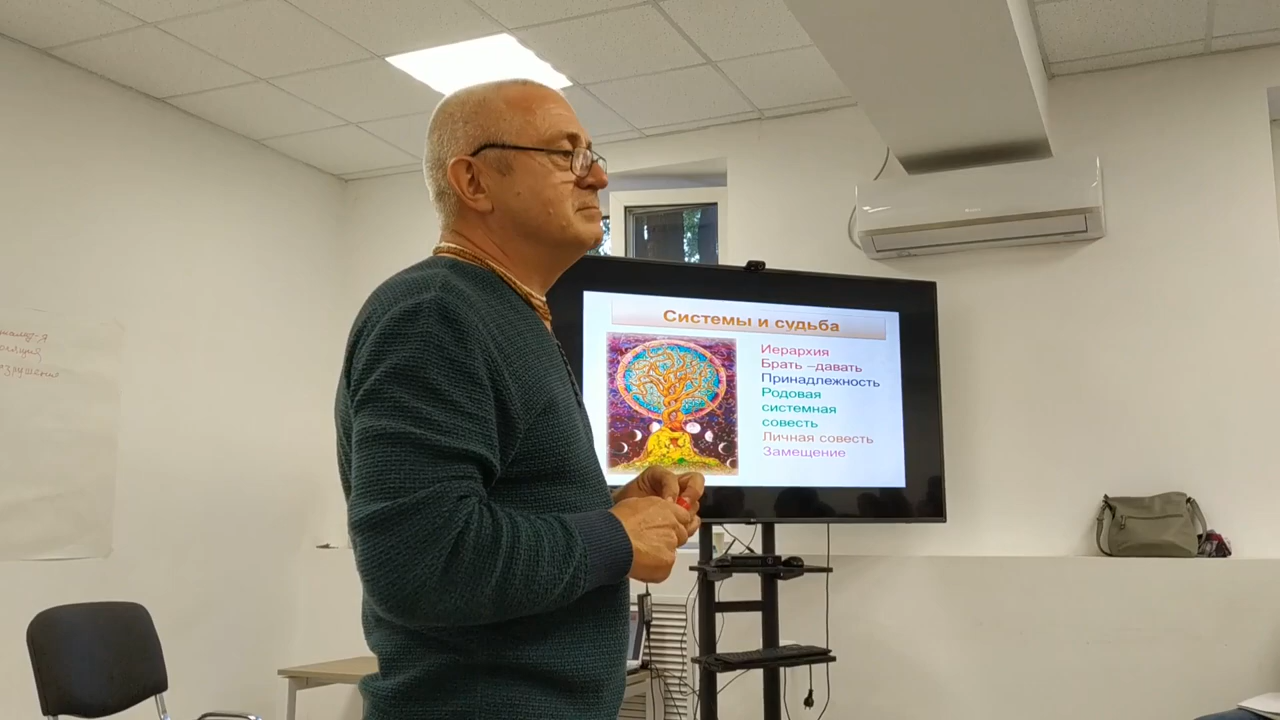 Системы и судьба
Иерархия
Брать –давать
Принадлежность
Родовая
системная
совесть
Личная совесть
Замещение